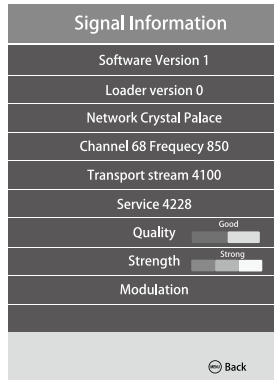 Signal Information
Software Version 1
Loader version 0
Network Crystal Palace
Channel 68 Frequecy 850
Transport stream 4100
Service 4228
Quality Good
Strength Strong
Modulation
MENU Back